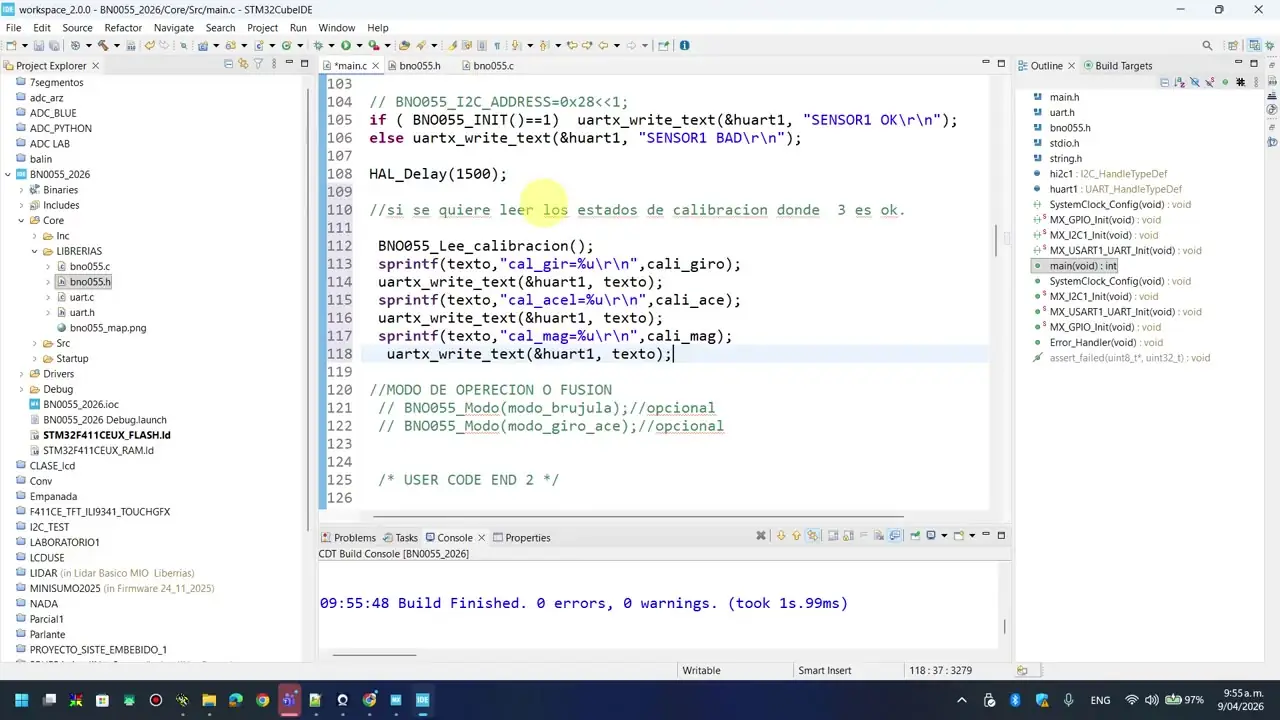 workspace_2.0.0 - BN0055_2026/Core/Src/main.c - STM32CubeIDE
File Edit Source Refactor Navigate Search Project Run Window Help
Project Explorer
7segmentos
adc_arz
ADC_BLUE
ADC_PYTHON
ADC LAB
balin
BN0055_2026
Binaries
Includes
Core
Inc
LIBRERIAS
bno055.c
bno055.h
uart.c
uart.h
bno055_map.png
Src
Startup
Drivers
Debug
BN0055_2026.ioc
BN0055_2026 Debug.launch
STM32F411CEUX_FLASH.ld
STM32F411CEUX_RAM.ld
CLASE_lcd
Conv
Empanada
F411CE_TFT_ILI9341_TOUCHGFX
I2C_TEST
LABORATORIO1
LCDUSE
LIDAR (in Lidar Basico MIO Liberrias)
MINISUMO2025 (in Firmware 24_11_2025)
NADA
Parcial1
Parlante
PROYECTO_SISTE_EMBEBIDO_1
*main.c bno055.h bno055.c
103
104 // BNO055_I2C_ADDRESS=0x28<<1;
105 if ( BNO055_INIT()==1) uartx_write_text(&huart1, "SENSOR1 OK\r\n");
106 else uartx_write_text(&huart1, "SENSOR1 BAD\r\n");
107
108 HAL_Delay(1500);
109
110 //si se quiere leer los estados de calibracion donde 3 es ok.
111
112 BNO055_Lee_calibracion();
113 sprintf(texto,"cal_gir=%u\r\n",cali_giro);
114 uartx_write_text(&huart1, texto);
115 sprintf(texto,"cal_acel=%u\r\n",cali_ace);
116 uartx_write_text(&huart1, texto);
117 sprintf(texto,"cal_mag=%u\r\n",cali_mag);
118 uartx_write_text(&huart1, texto);
119
120 //MODO DE OPERECION O FUSION
121 // BNO055_Modo(modo_brujula);//opcional
122 // BNO055_Modo(modo_giro_ace);//opcional
123
124
125 /* USER CODE END 2 */
126
Problems Tasks Console Properties
CDT Build Console [BN0055_2026]
09:55:48 Build Finished. 0 errors, 0 warnings. (took 1s.99ms)
Outline Build Targets
main.h
uart.h
bno055.h
stdio.h
string.h
hi2c1 : I2C_HandleTypeDef
huart1 : UART_HandleTypeDef
SystemClock_Config(void) : void
MX_GPIO_Init(void) : void
MX_I2C1_Init(void) : void
MX_USART1_UART_Init(void) : void
main(void) : int
SystemClock_Config(void) : void
MX_I2C1_Init(void) : void
MX_USART1_UART_Init(void) : void
MX_GPIO_Init(void) : void
Error_Handler(void) : void
assert_failed(uint8_t*, uint32_t) : void
Writable Smart Insert 118 : 37 : 3279
ENG 97% 9:55 a. m.
9/04/2026